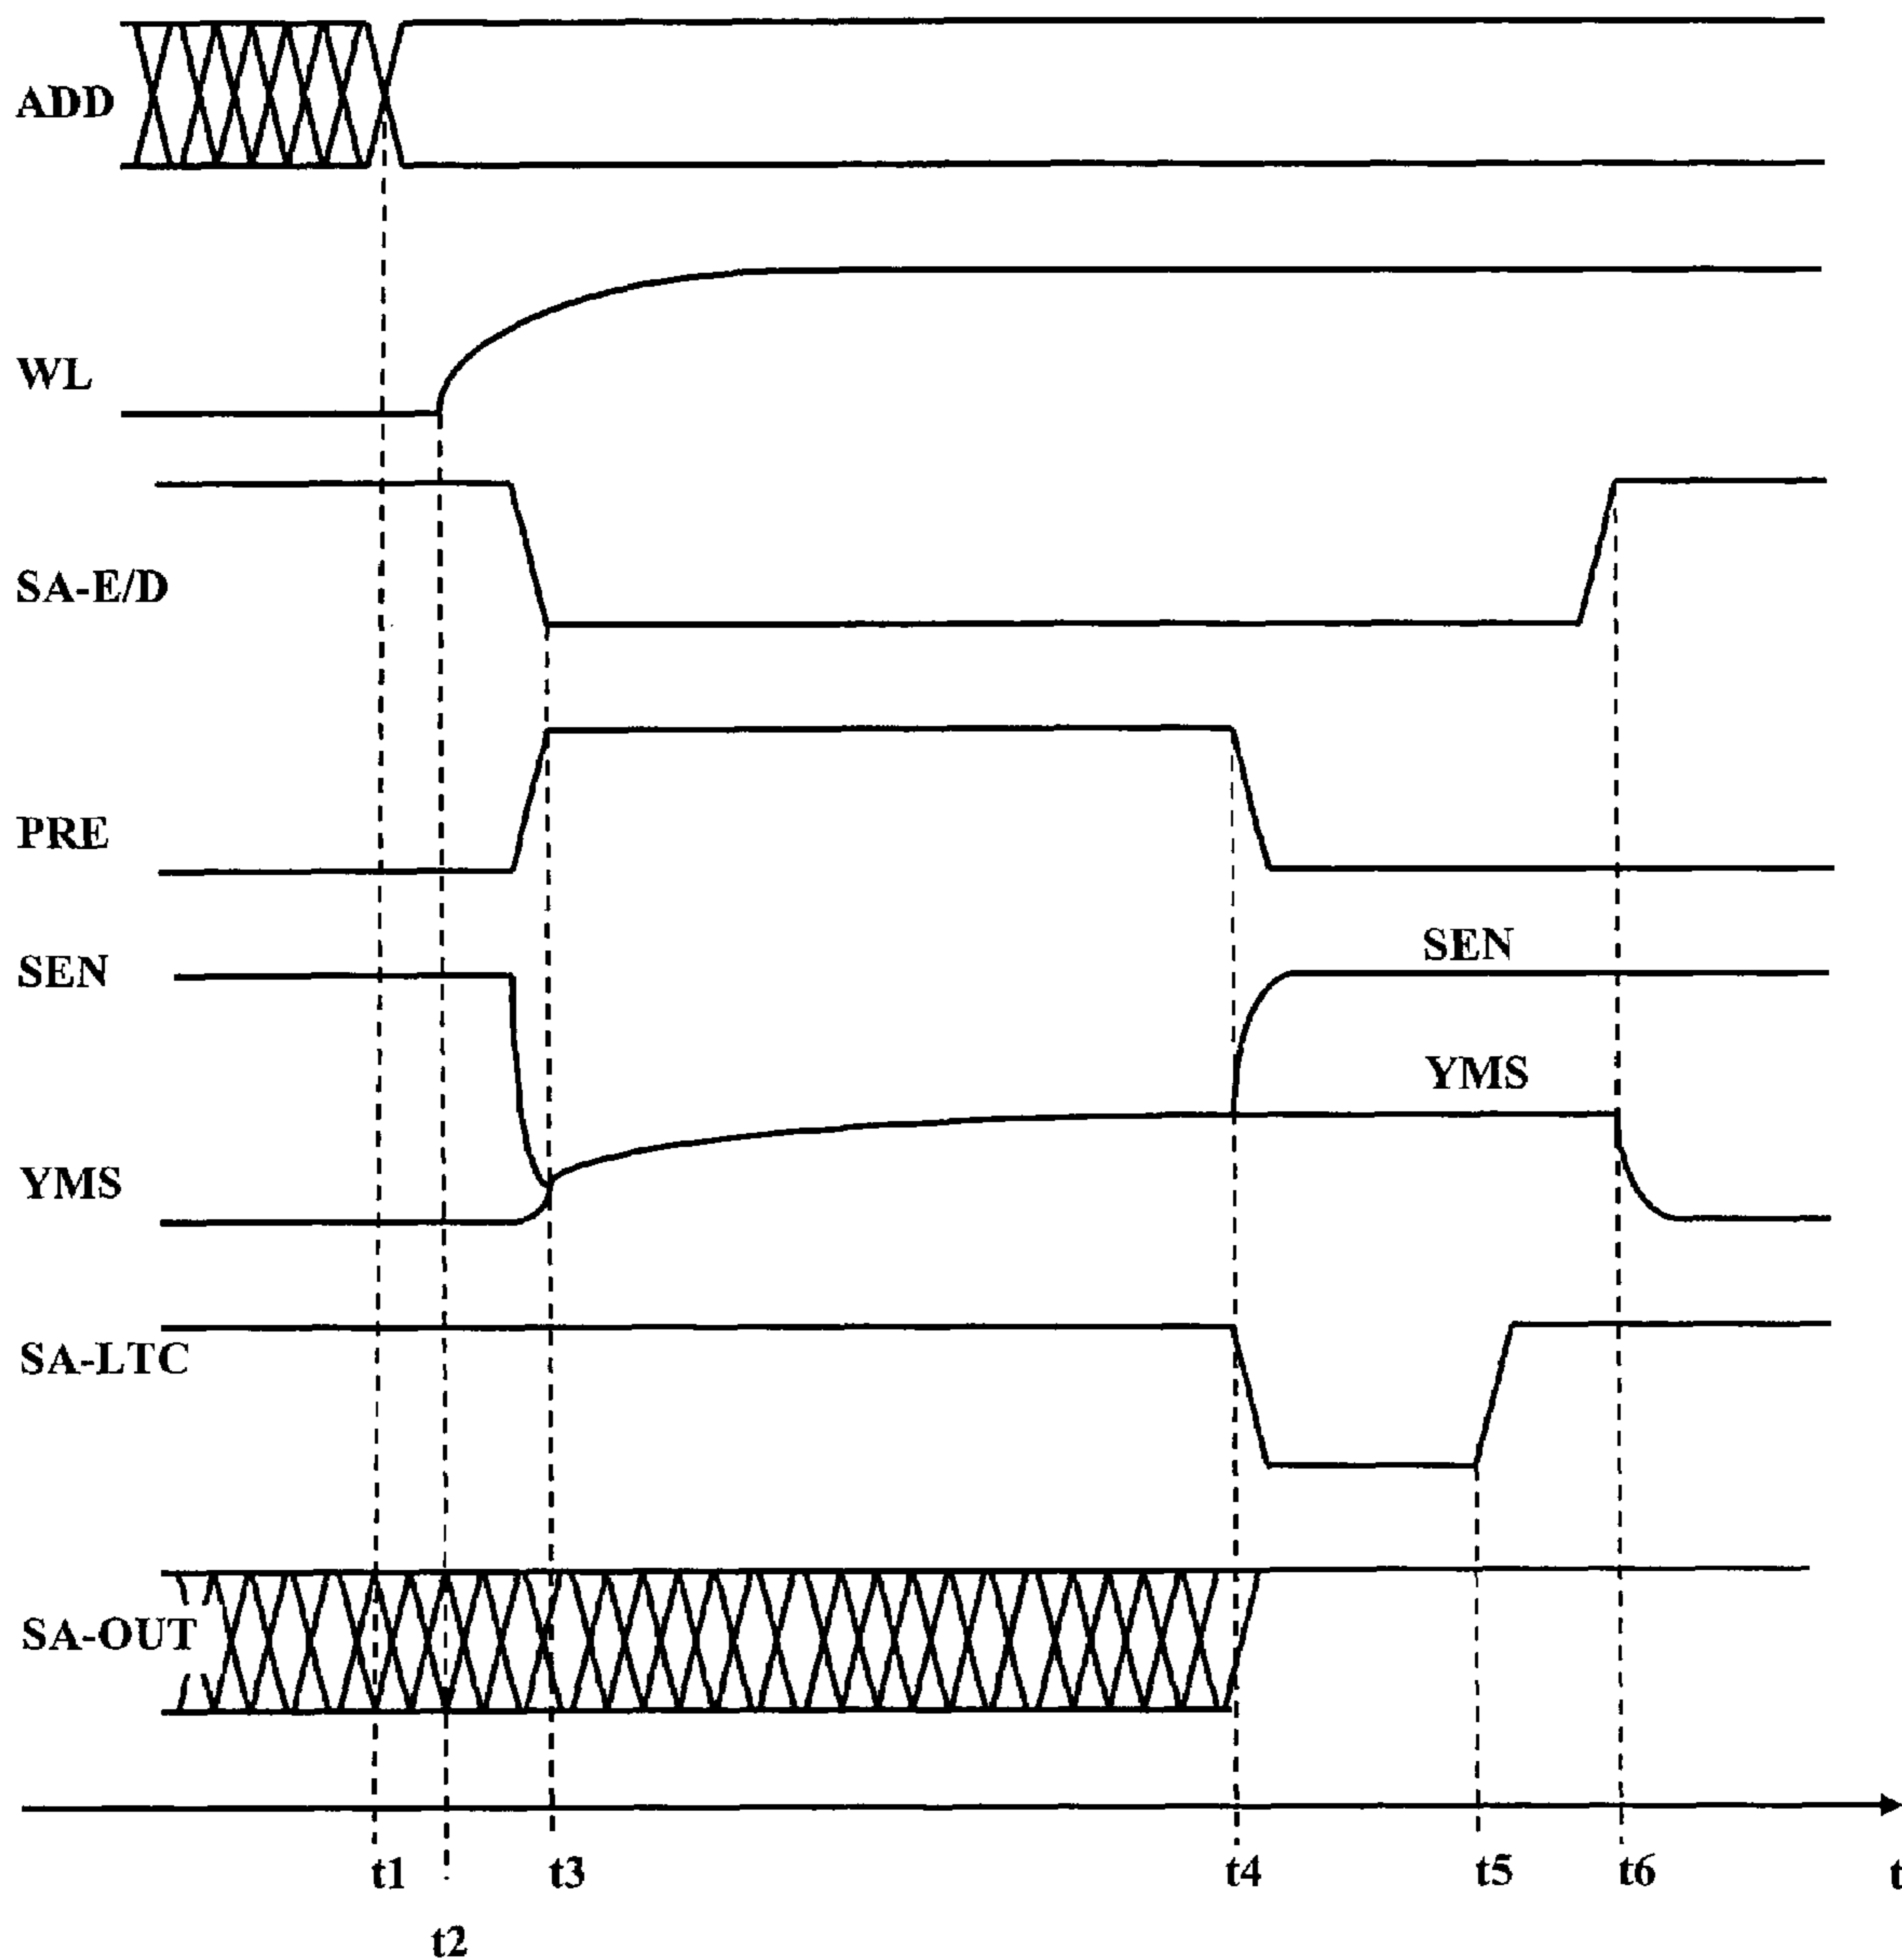 ADD
WL
SA-E/D
PRE
SEN
SEN
YMS
YMS
SA-LTC
SA-OUT
t1
t3
t4
t5
t6
t
t2